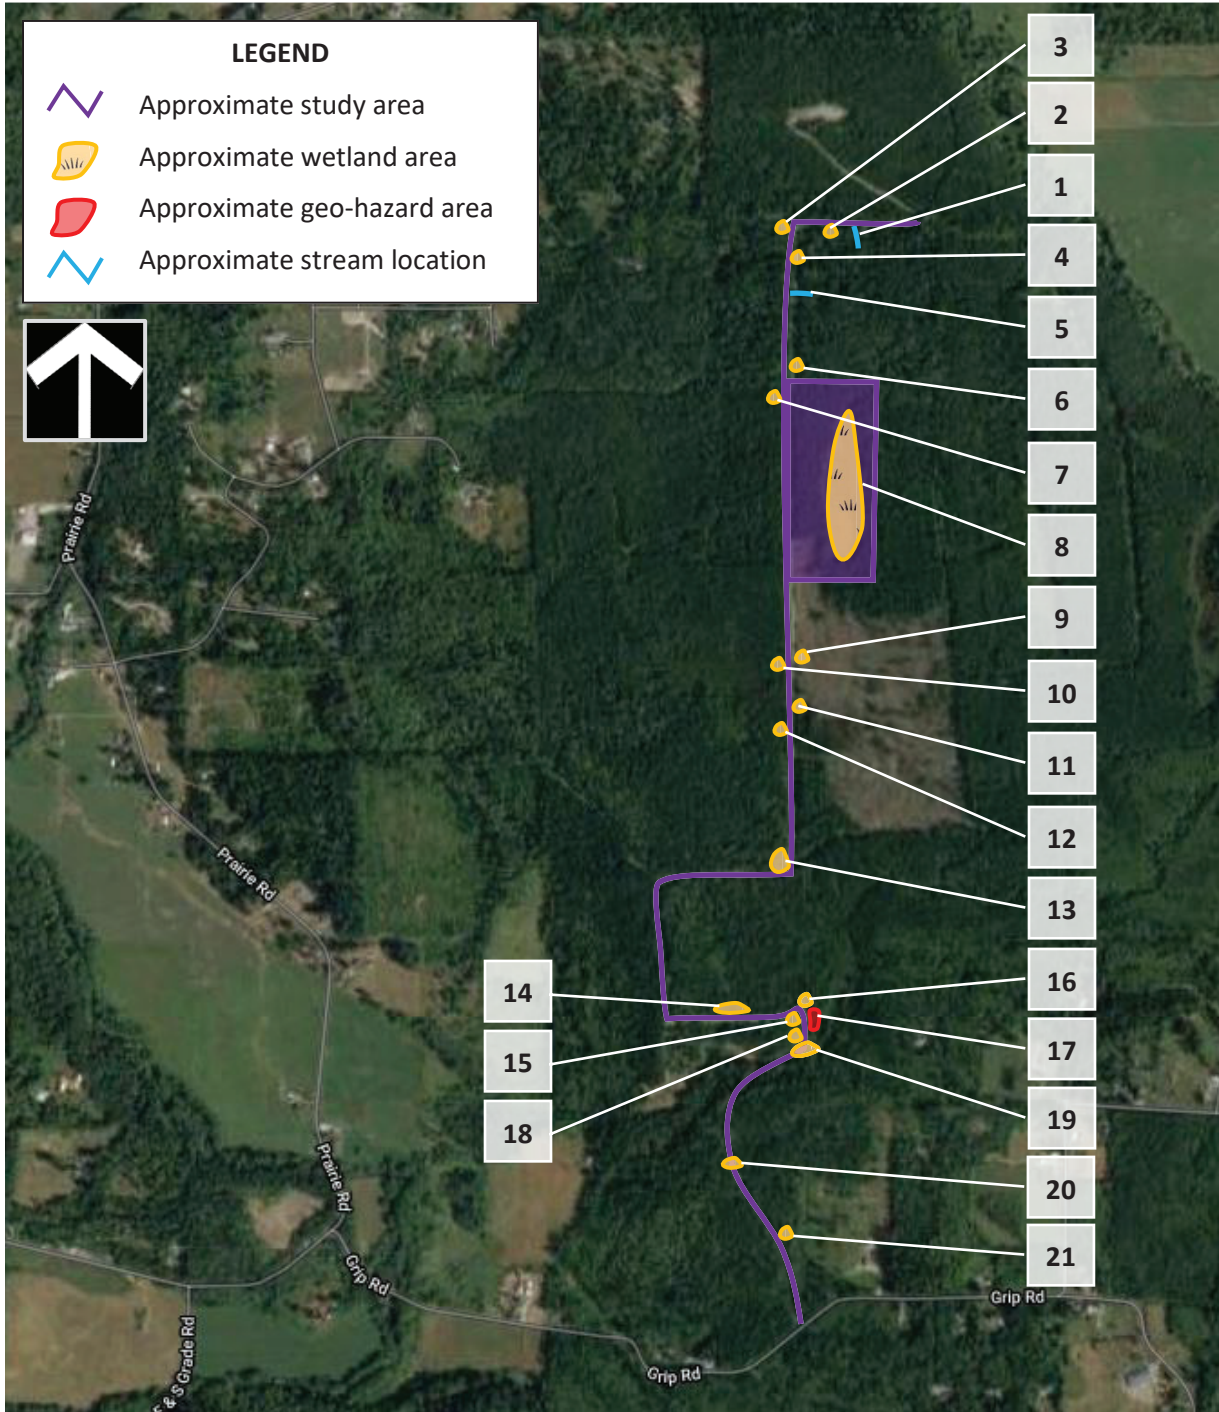 LEGEND
Approximate study area
Approximate wetland area
Approximate geo-hazard area
Approximate stream location
3
2
1
4
5
6
7
8
9
10
11
12
13
14
15
18
16
17
19
20
21
Prairie Rd
Prairie Rd
Prairie Rd
Grip Rd
Grip Rd
Grip Rd
F & S Grade Rd